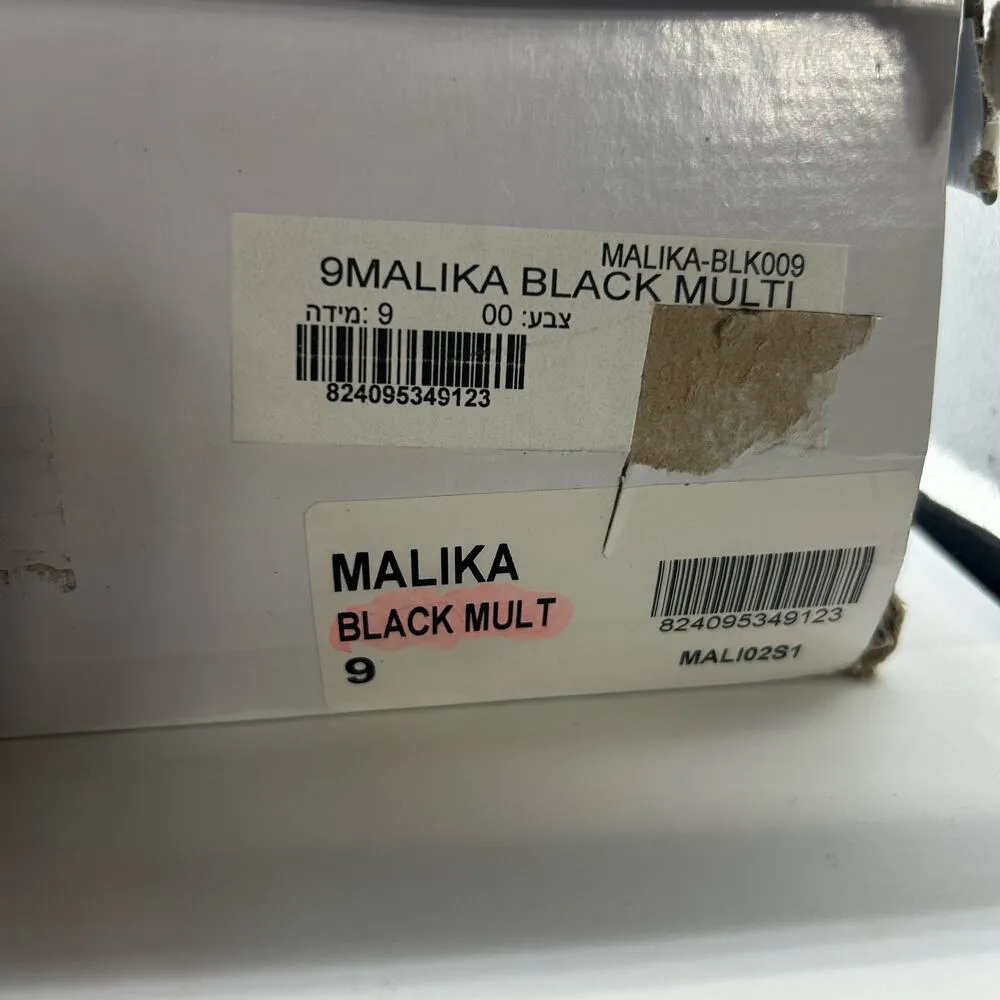 MALIKA-BLK009
9MALIKA BLACK MULTI
צבע: 00 מידה: 9
824095349123
MALIKA
BLACK MULT
9
824095349123
MALI02S1